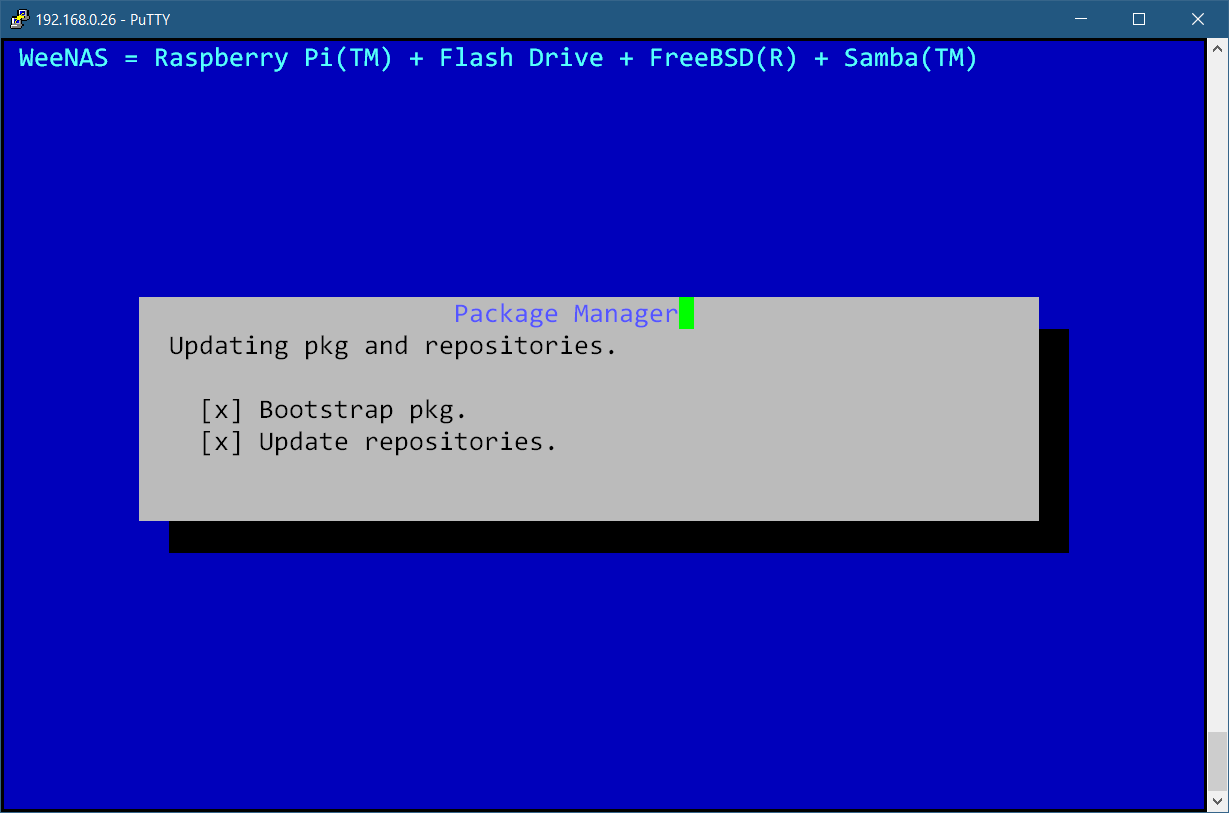 192.168.0.26 - PuTTY
WeeNAS = Raspberry Pi(TM) + Flash Drive + FreeBSD(R) + Samba(TM)
Package Manager
Updating pkg and repositories.
[x] Bootstrap pkg.
[x] Update repositories.